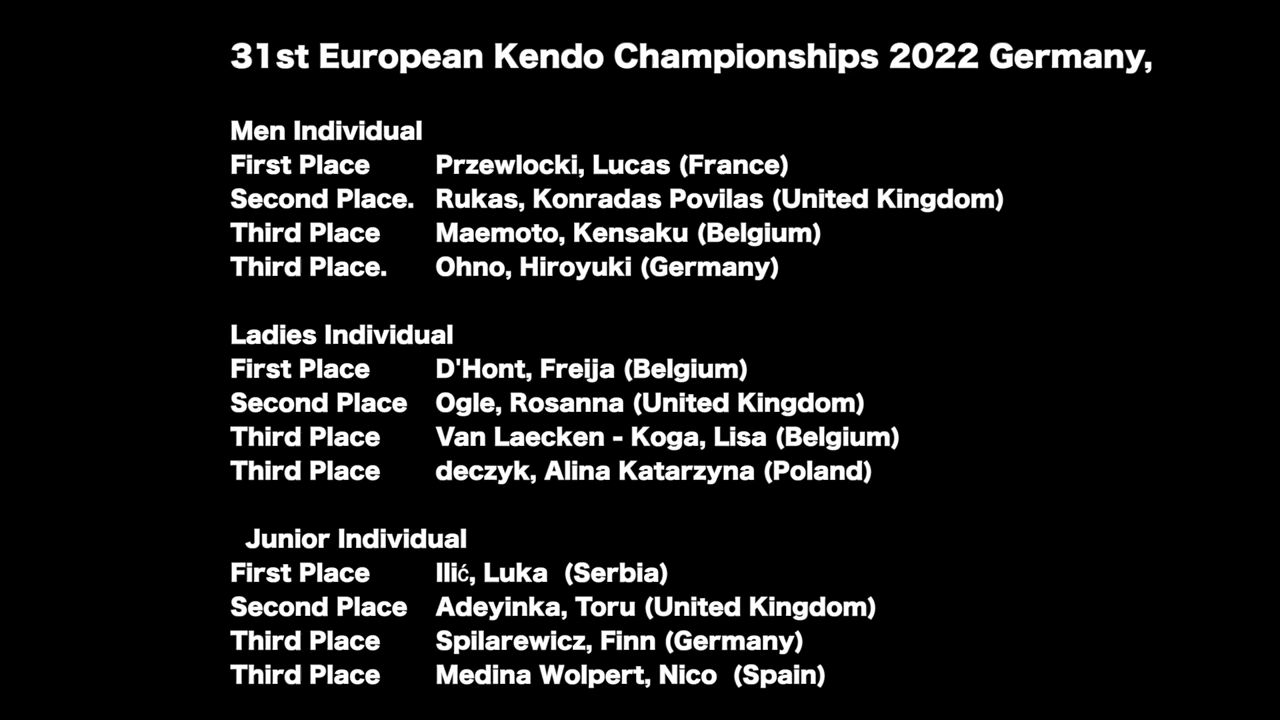 31st European Kendo Championships 2022 Germany,
Men Individual
First Place Przewlocki, Lucas (France)
Second Place. Rukas, Konradas Povilas (United Kingdom)
Third Place Maemoto, Kensaku (Belgium)
Third Place. Ohno, Hiroyuki (Germany)
Ladies Individual
First Place D'Hont, Freija (Belgium)
Second Place Ogle, Rosanna (United Kingdom)
Third Place Van Laecken - Koga, Lisa (Belgium)
Third Place deczyk, Alina Katarzyna (Poland)
Junior Individual
First Place Ilić, Luka (Serbia)
Second Place Adeyinka, Toru (United Kingdom)
Third Place Spilarewicz, Finn (Germany)
Third Place Medina Wolpert, Nico (Spain)